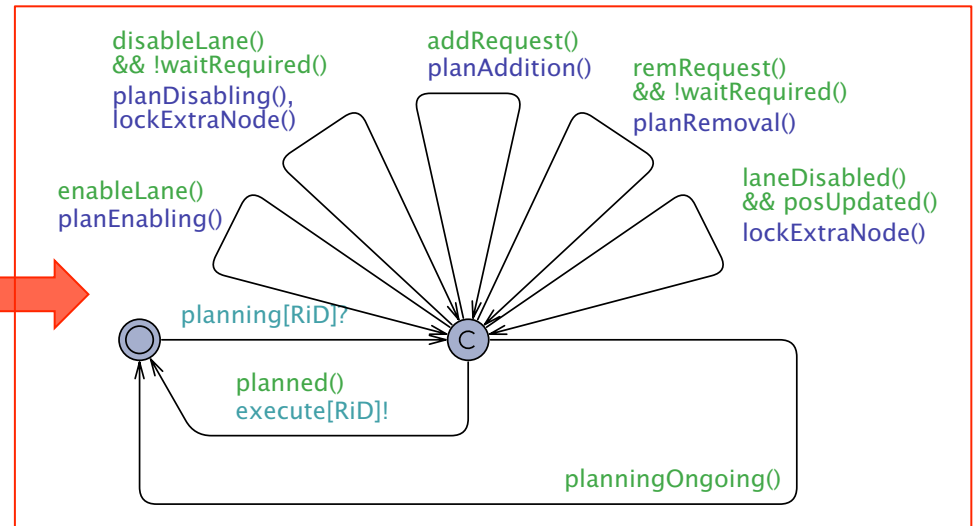 disableLane()
&& !waitRequired()
planDisabling(),
lockExtraNode()
addRequest()
planAddition()
remRequest()
&& !waitRequired()
planRemoval()
enableLane()
planEnabling()
laneDisabled()
&& posUpdated()
lockExtraNode()
planning[RiD]?
C
planned()
execute[RiD]!
planningOngoing()